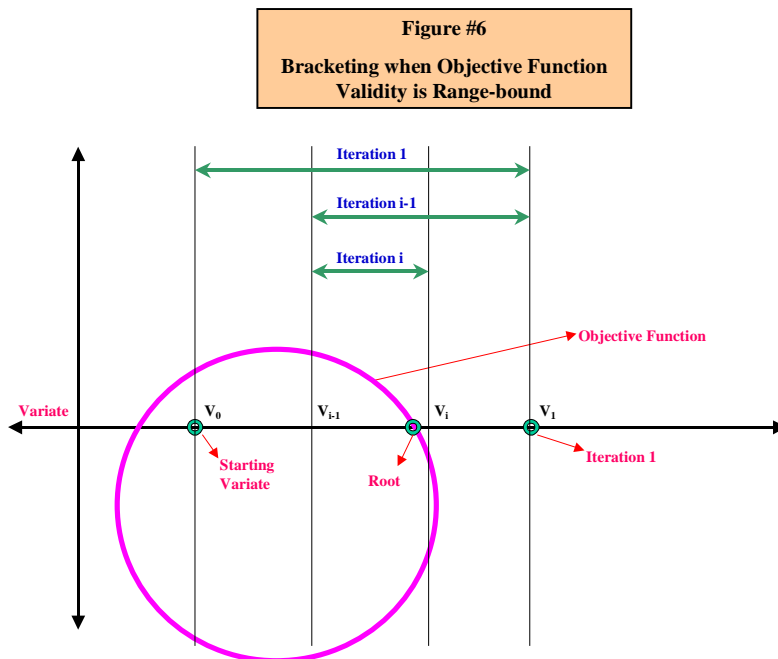 Figure #6
Bracketing when Objective Function
Validity is Range-bound
Iteration 1
Iteration i-1
Iteration i
Objective Function
Variate
V₀
Vᵢ₋₁
Vᵢ
V₁
Starting
Variate
Root
Iteration 1